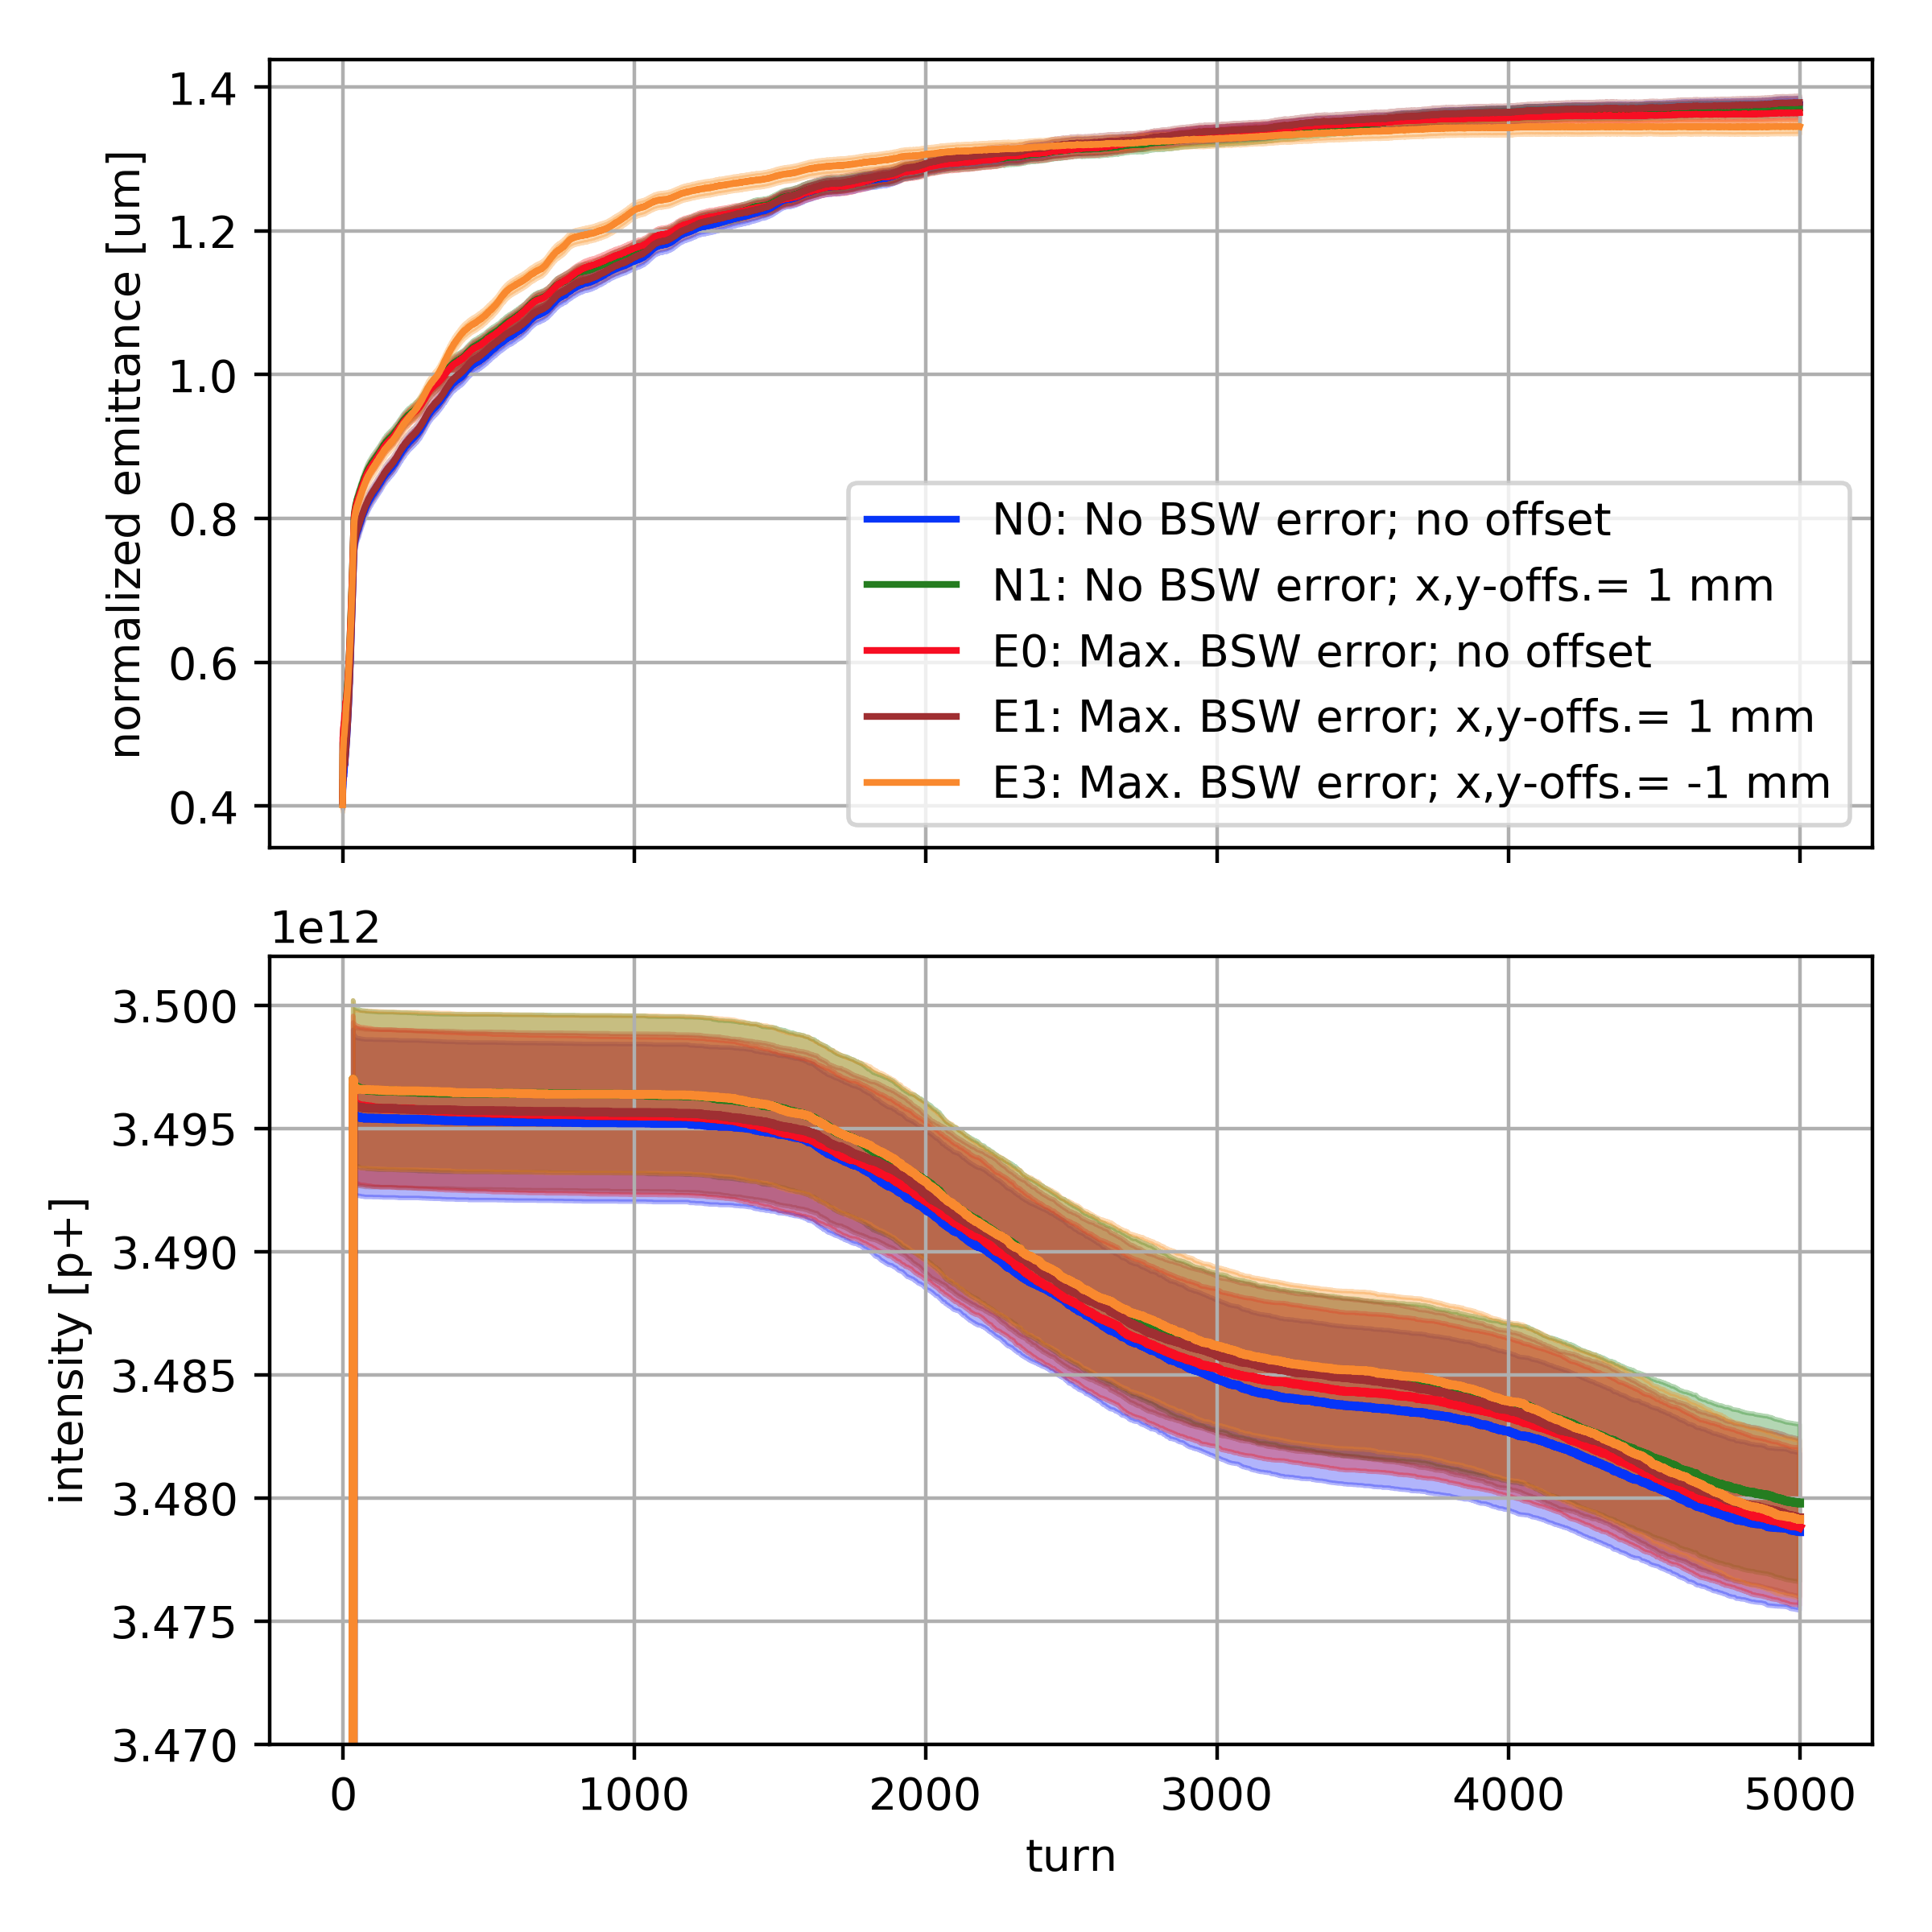 normalized emittance [um]
1.4
1.2
1.0
0.8
0.6
0.4
N0: No BSW error; no offset
N1: No BSW error; x,y-offs.= 1 mm
E0: Max. BSW error; no offset
E1: Max. BSW error; x,y-offs.= 1 mm
E3: Max. BSW error; x,y-offs.= -1 mm
1e12
intensity [p+]
3.500
3.495
3.490
3.485
3.480
3.475
3.470
0 1000 2000 3000 4000 5000
turn